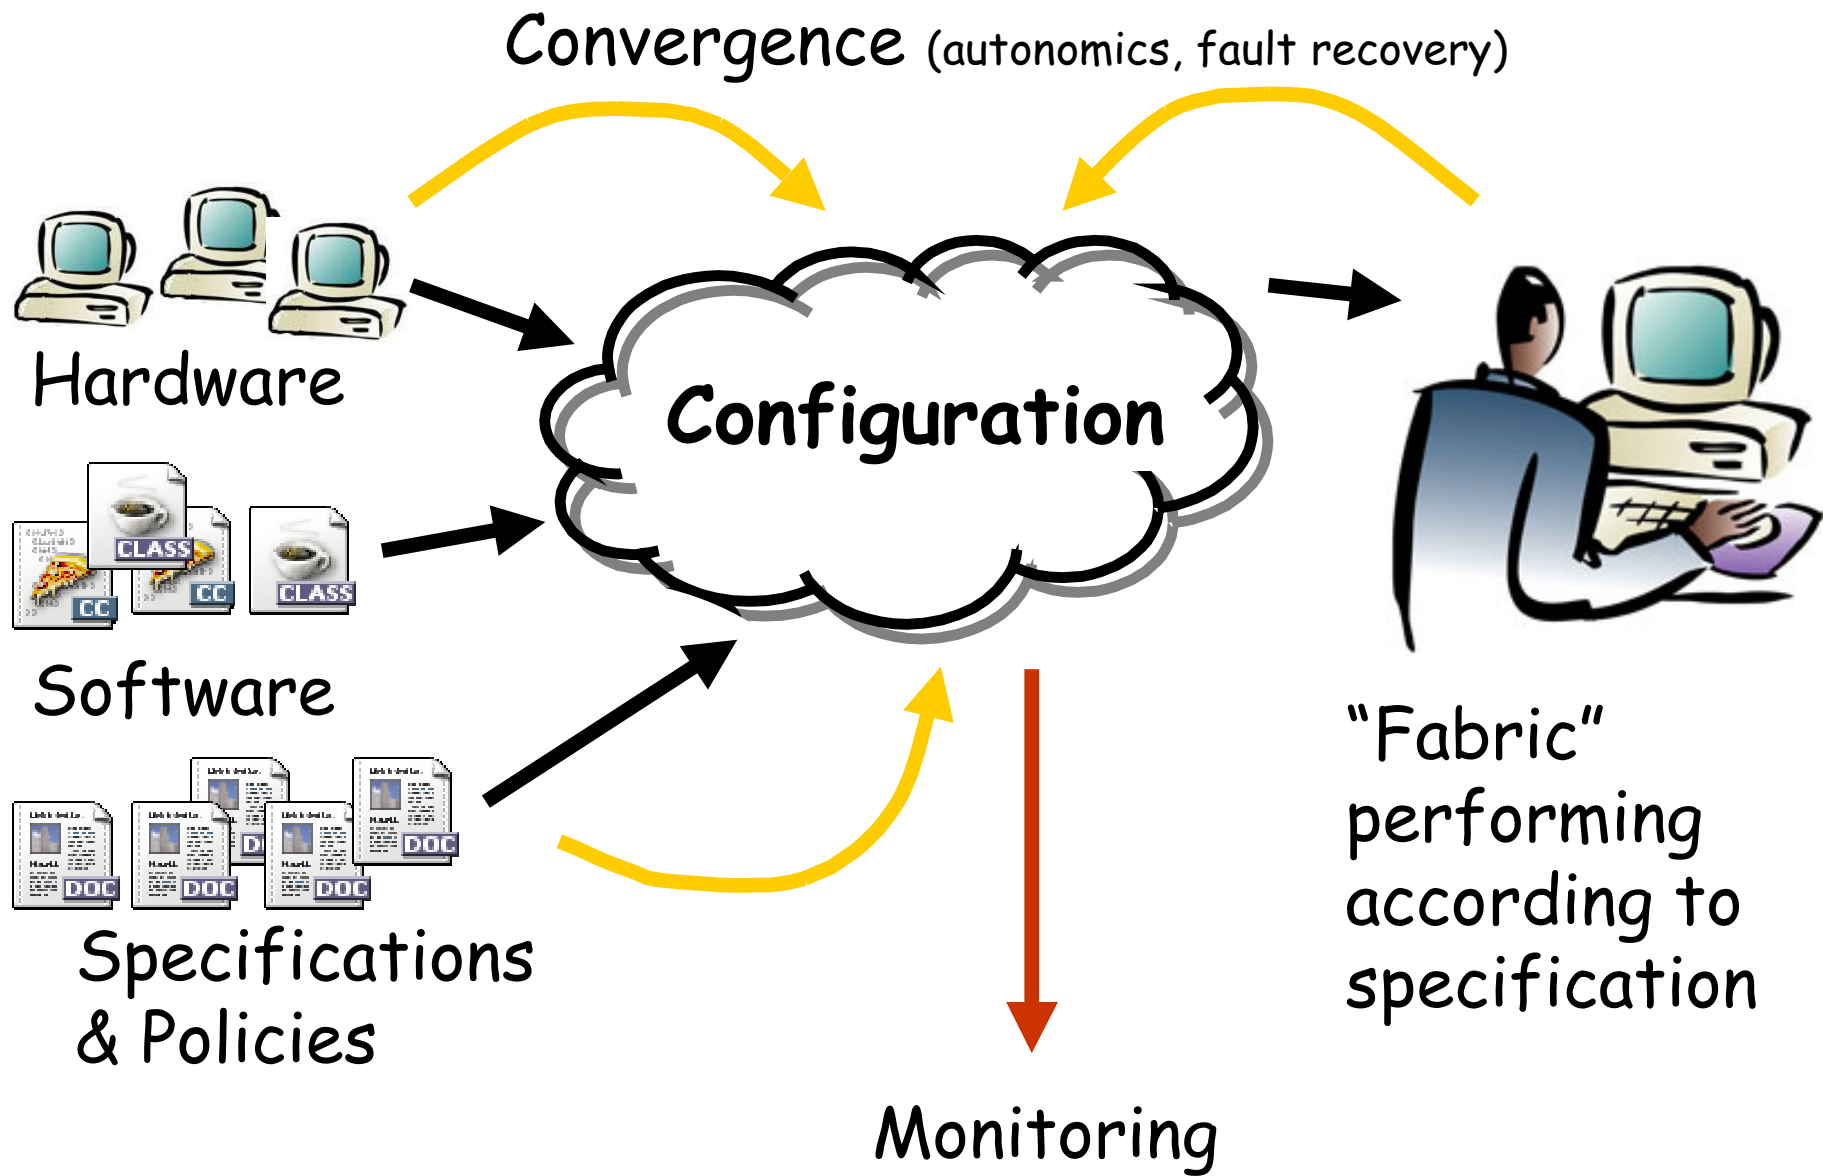 Convergence (autonomics, fault recovery)
Hardware
Configuration
CLASS
CC
CC
CLASS
Software
DOC
DOC
DOC
DOC
Specifications
& Policies
“Fabric”
performing
according to
specification
Monitoring